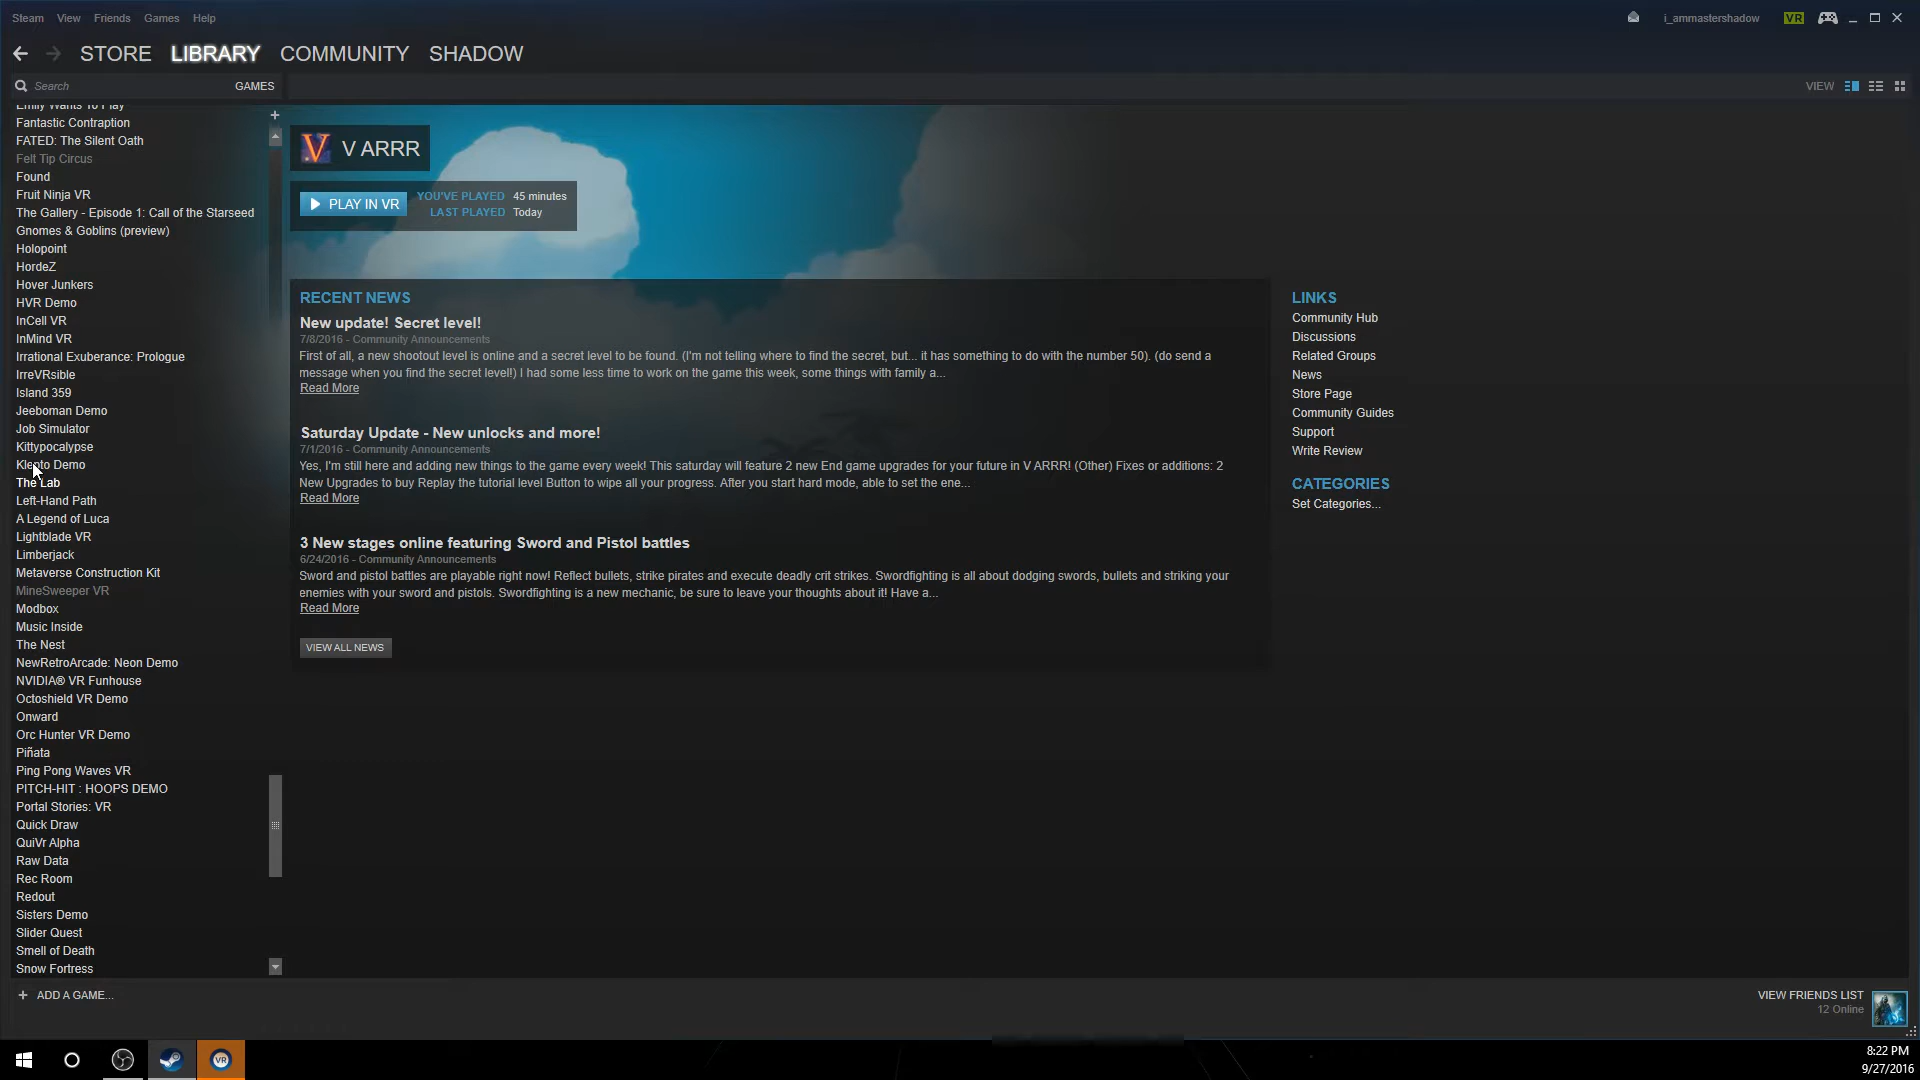 Steam View Friends Games Help
i_ammastershadow VR
STORE LIBRARY COMMUNITY SHADOW
Search GAMES
VIEW
Emily Wants To Play
Fantastic Contraption
FATED: The Silent Oath
Felt Tip Circus
Found
Fruit Ninja VR
The Gallery - Episode 1: Call of the Starseed
Gnomes & Goblins (preview)
Holopoint
HordeZ
Hover Junkers
HVR Demo
InCell VR
InMind VR
Irrational Exuberance: Prologue
IrreVRsible
Island 359
Jeeboman Demo
Job Simulator
Kittypocalypse
Klepto Demo
The Lab
Left-Hand Path
A Legend of Luca
Lightblade VR
Limberjack
Metaverse Construction Kit
MineSweeper VR
Modbox
Music Inside
The Nest
NewRetroArcade: Neon Demo
NVIDIA® VR Funhouse
Octoshield VR Demo
Onward
Orc Hunter VR Demo
Piñata
Ping Pong Waves VR
PITCH-HIT : HOOPS DEMO
Portal Stories: VR
Quick Draw
QuiVr Alpha
Raw Data
Rec Room
Redout
Sisters Demo
Slider Quest
Smell of Death
Snow Fortress
+ ADD A GAME...
V V ARRR
PLAY IN VR
YOU'VE PLAYED 45 minutes
LAST PLAYED Today
RECENT NEWS
New update! Secret level!
7/8/2016 - Community Announcements
First of all, a new shootout level is online and a secret level to be found. (I'm not telling where to find the secret, but... it has something to do with the number 50). (do send a
message when you find the secret level!) I had some less time to work on the game this week, some things with family a...
Read More
Saturday Update - New unlocks and more!
7/1/2016 - Community Announcements
Yes, I'm still here and adding new things to the game every week! This saturday will feature 2 new End game upgrades for your future in V ARRR! (Other) Fixes or additions: 2
New Upgrades to buy Replay the tutorial level Button to wipe all your progress. After you start hard mode, able to set the ene...
Read More
3 New stages online featuring Sword and Pistol battles
6/24/2016 - Community Announcements
Sword and pistol battles are playable right now! Reflect bullets, strike pirates and execute deadly crit strikes. Swordfighting is all about dodging swords, bullets and striking your
enemies with your sword and pistols. Swordfighting is a new mechanic, be sure to leave your thoughts about it! Have a...
Read More
VIEW ALL NEWS
LINKS
Community Hub
Discussions
Related Groups
News
Store Page
Community Guides
Support
Write Review
CATEGORIES
Set Categories...
VIEW FRIENDS LIST
12 Online
VR
8:22 PM
9/27/2016